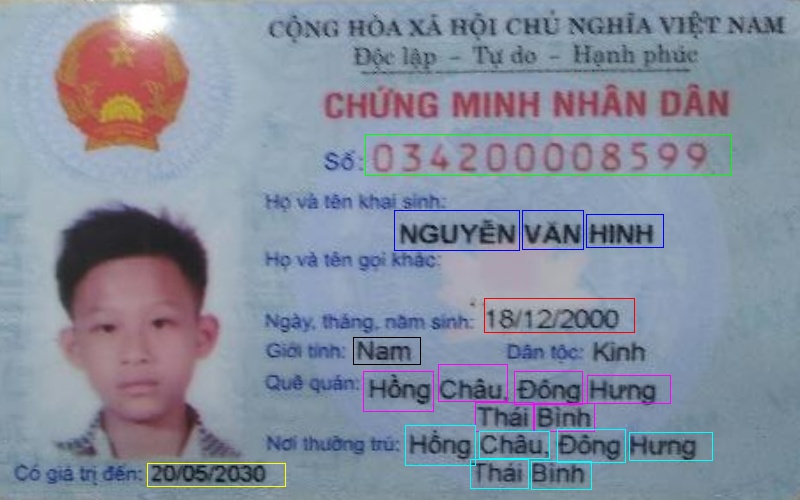 CỘNG HÒA XÃ HỘI CHỦ NGHĨA VIỆT NAM
Độc lập - Tự do - Hạnh phúc
CHỨNG MINH NHÂN DÂN
Số: 034200008599
Họ và tên khai sinh:
NGUYỄN VĂN HINH
Họ và tên gọi khác:
Ngày, tháng, năm sinh: 18/12/2000
Giới tính: Nam Dân tộc: Kinh
Quê quán: Hồng Châu, Đông Hưng
Thái Bình
Nơi thường trú: Hồng Châu, Đông Hưng
Thái Bình
Có giá trị đến: 20/05/2030